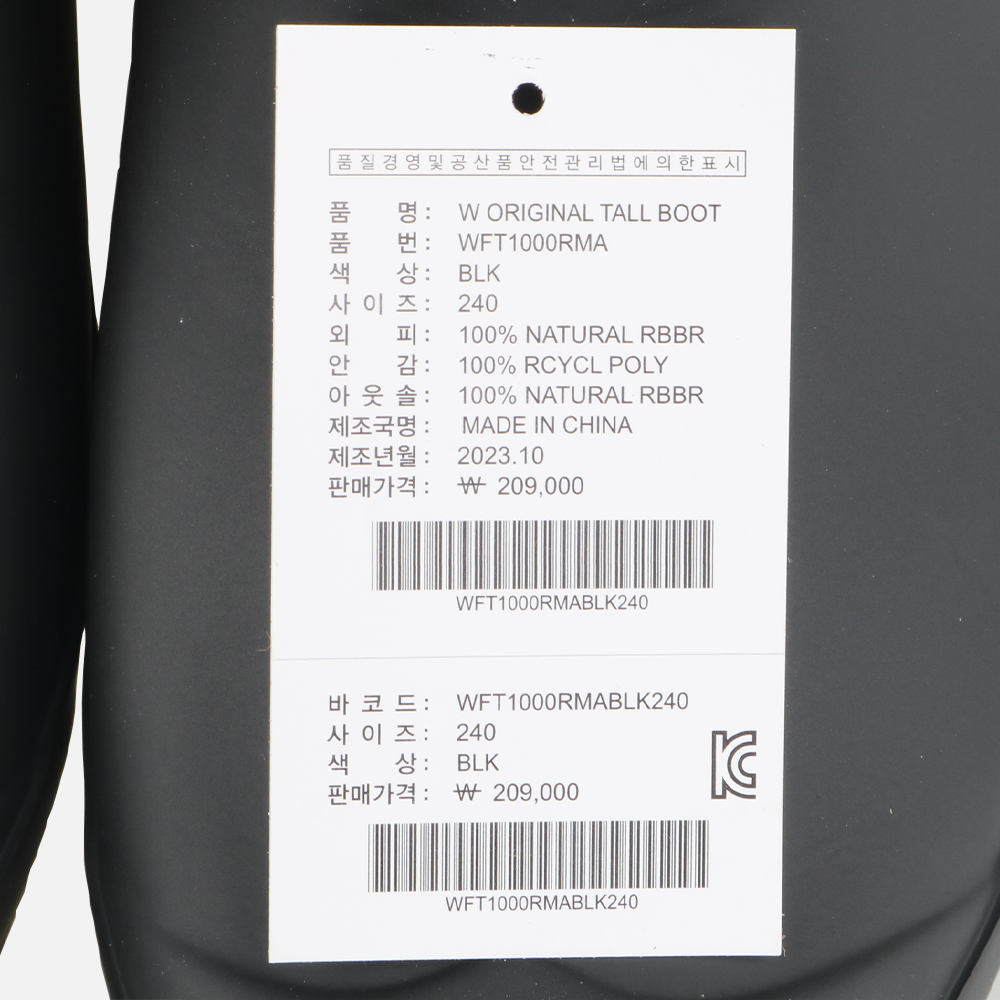 품질경영및공산품안전관리법에의한표시
품 명 : W ORIGINAL TALL BOOT
품 번 : WFT1000RMA
색 상 : BLK
사 이 즈 : 240
외 피 : 100% NATURAL RBBR
안 감 : 100% RCYCL POLY
아 웃 솔 : 100% NATURAL RBBR
제조국명 : MADE IN CHINA
제조년월 : 2023.10
판매가격 : ₩ 209,000
WFT1000RMABLK240
바 코 드 : WFT1000RMABLK240
사 이 즈 : 240
색 상 : BLK
판매가격 : ₩ 209,000
KC
WFT1000RMABLK240